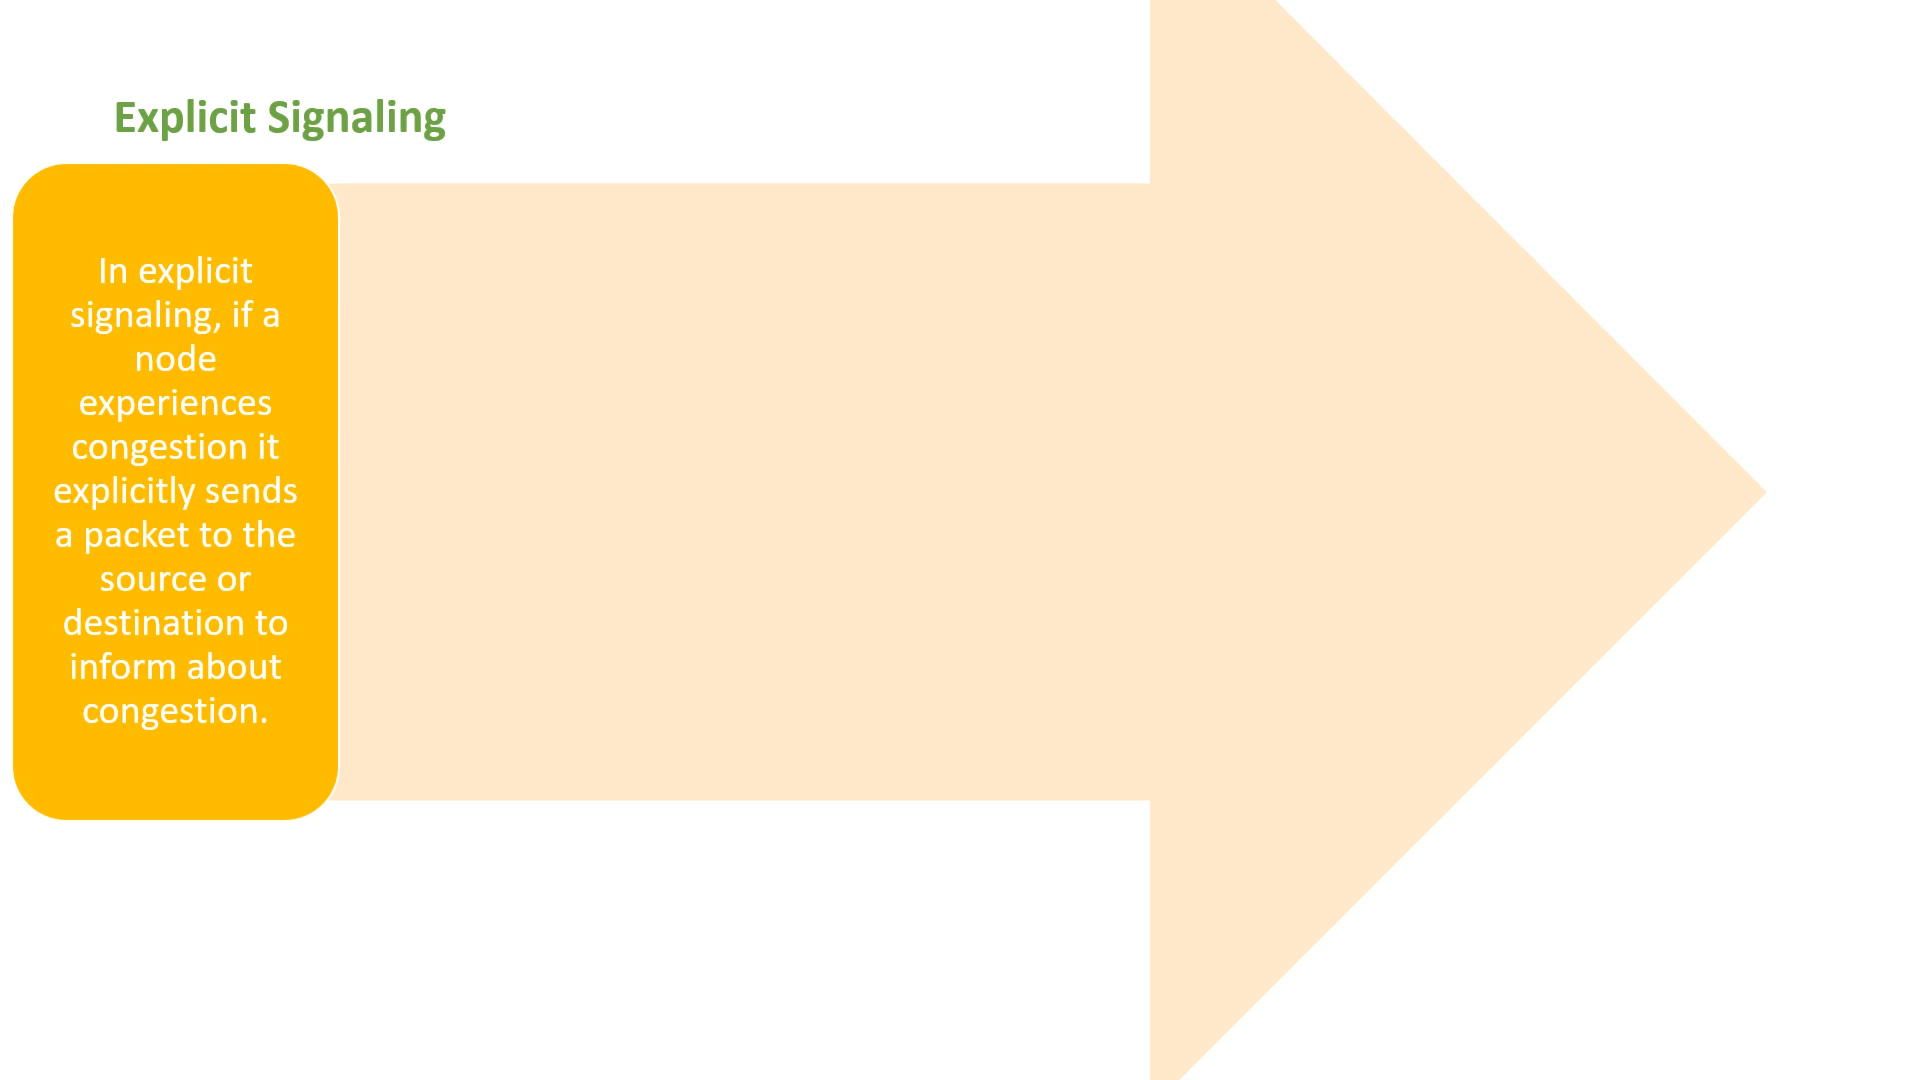 Explicit Signaling
In explicit
signaling, if a
node
experiences
congestion it
explicitly sends
a packet to the
source or
destination to
inform about
congestion.